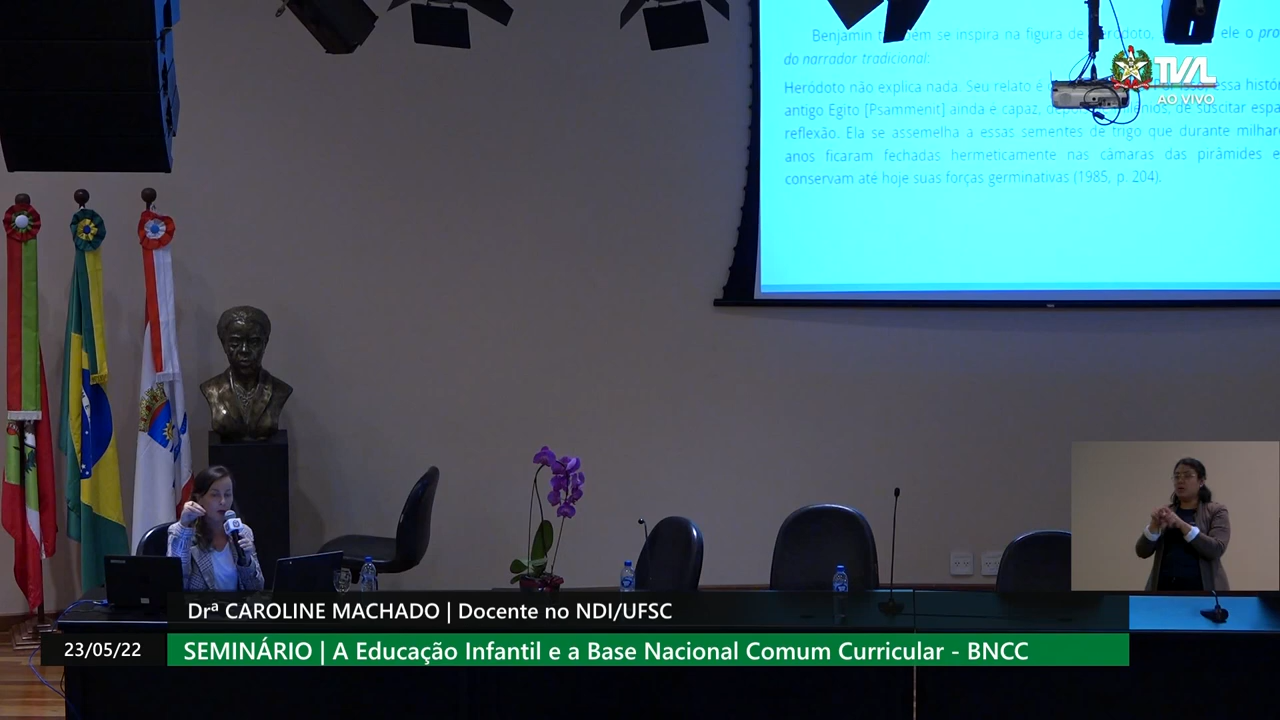 Benjamin se inspira na figura de ele o
do narrador tradicional:
Heródoto não explica nada. Seu relato é essa
antigo Egito [Psammenit] ainda é capaz, de suscitar
reflexão. Ela se assemelha a essas sementes de trigo que durante
anos ficaram fechadas hermeticamente nas câmaras das pirâmides e
conservam até hoje suas forças germinativas (1985, p. 204).
TVAL
AO VIVO
Drª CAROLINE MACHADO | Docente no NDI/UFSC
23/05/22
SEMINÁRIO | A Educação Infantil e a Base Nacional Comum Curricular - BNCC